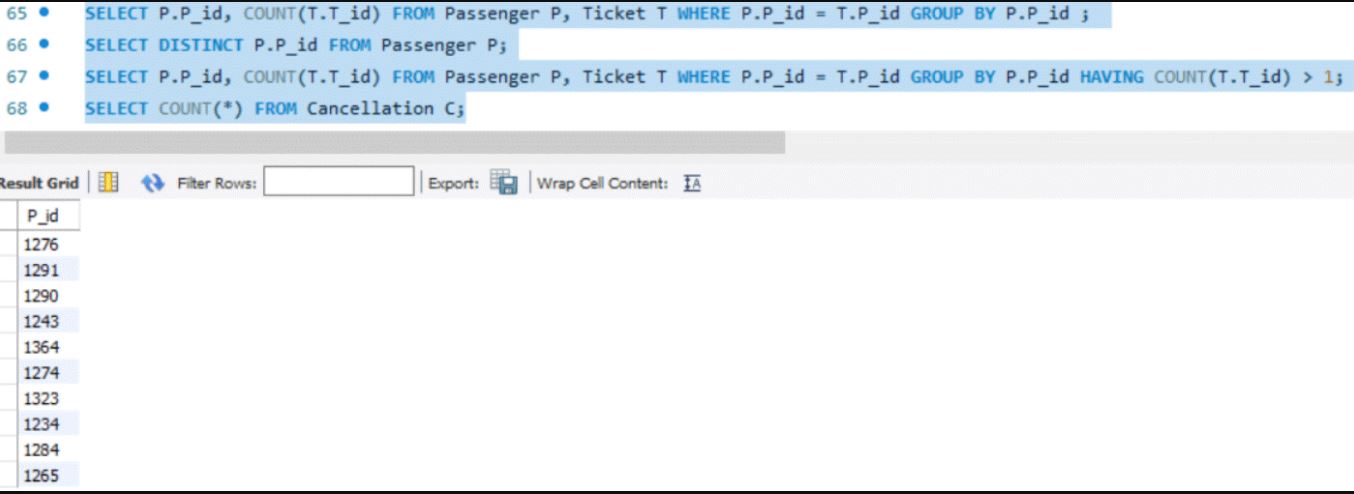 65 SELECT P.P_id, COUNT(T.T_id) FROM Passenger P, Ticket T WHERE P.P_id = T.P_id GROUP BY P.P_id ;
66 SELECT DISTINCT P.P_id FROM Passenger P;
67 SELECT P.P_id, COUNT(T.T_id) FROM Passenger P, Ticket T WHERE P.P_id = T.P_id GROUP BY P.P_id HAVING COUNT(T.T_id) > 1;
68 SELECT COUNT(*) FROM Cancellation C;
Result Grid Filter Rows: Export: Wrap Cell Content: IA
P_id
1276
1291
1290
1243
1364
1274
1323
1234
1284
1265